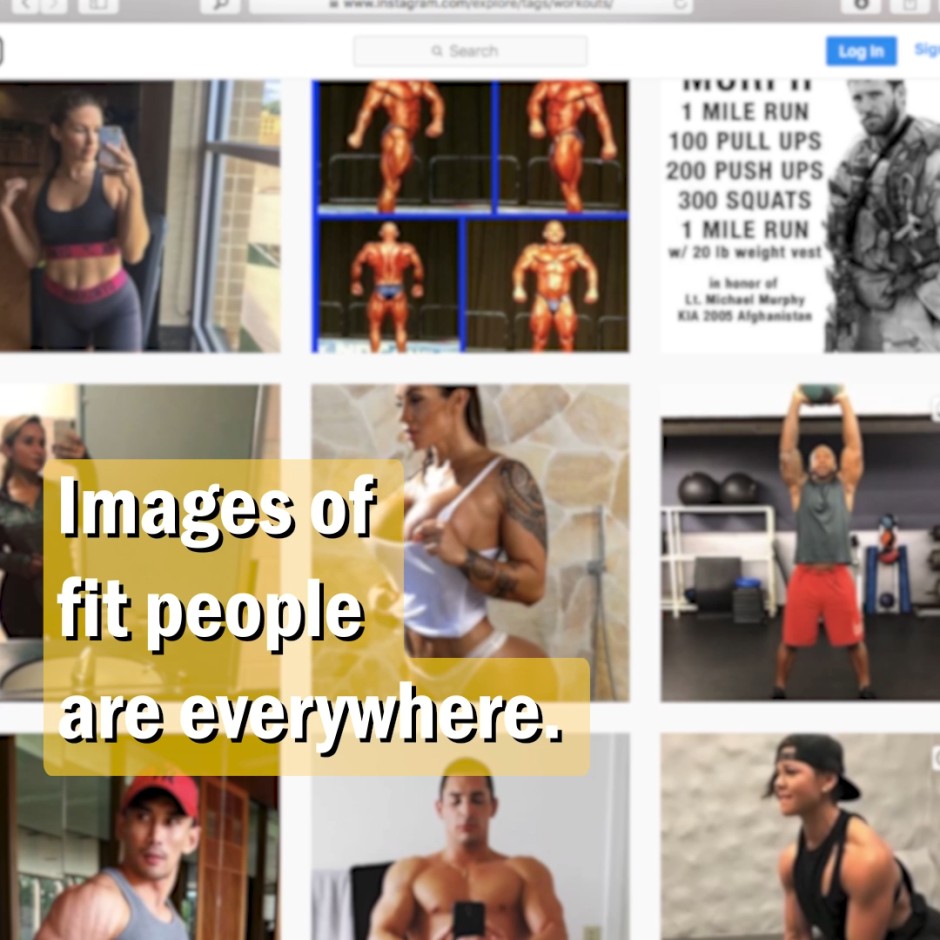 www.instagram.com/explore/tags/workouts/
Search
Log In
MURPH
1 MILE RUN
100 PULL UPS
200 PUSH UPS
300 SQUATS
1 MILE RUN
w/ 20 lb weight vest
in honor of
Lt. Michael Murphy
KIA 2005 Afghanistan
Images of
fit people
are everywhere.